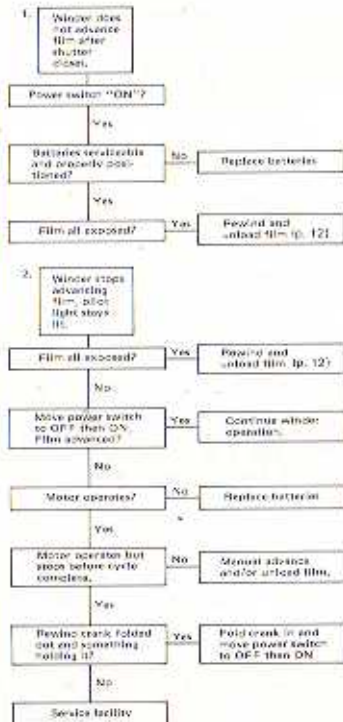 1.
Winder does
not advance
film after
shutter
closes.
Power switch "ON"?
Yes
Batteries serviceable
and properly posi-
tioned?
No
Replace batteries
Yes
Film all exposed?
Yes
Rewind and
unload film (p. 12)
2.
Winder stops
advancing
film, pilot
light stays
lit.
Film all exposed?
Yes
Rewind and
unload film (p. 12)
No
Move power switch
to OFF then ON.
Film advanced?
Yes
Continue winder
operation.
No
Motor operates?
No
Replace batteries
Yes
Motor operates but
stops before cycle
complete.
No
Manual advance
and/or unload film.
Yes
Rewind crank folded
out and something
holding it?
Yes
Fold crank in and
move power switch
to OFF then ON
No
Service facility